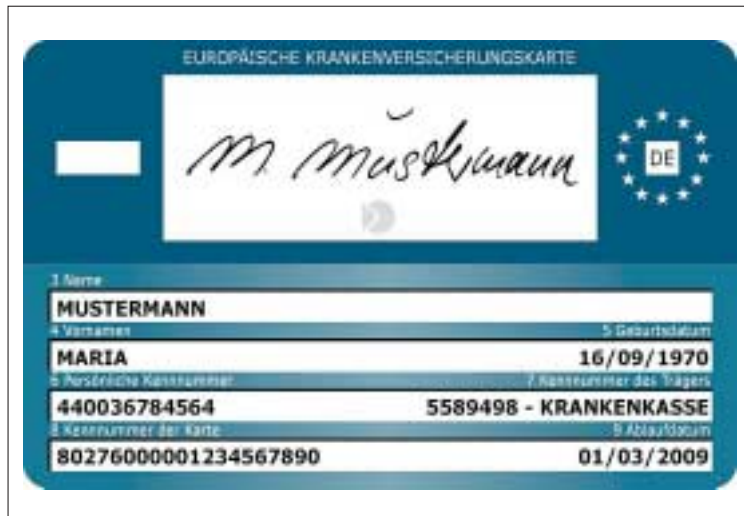 EUROPÄISCHE KRANKENVERSICHERUNGSKARTE
M. Mustermann
DE
3 Name
MUSTERMANN
4 Vornamen 5 Geburtsdatum
MARIA 16/09/1970
6 Persönliche Kennnummer 7 Kennnummer des Trägers
440036784564 5589498 - KRANKENKASSE
8 Kennnummer der Karte 9 Ablaufdatum
80276000001234567890 01/03/2009